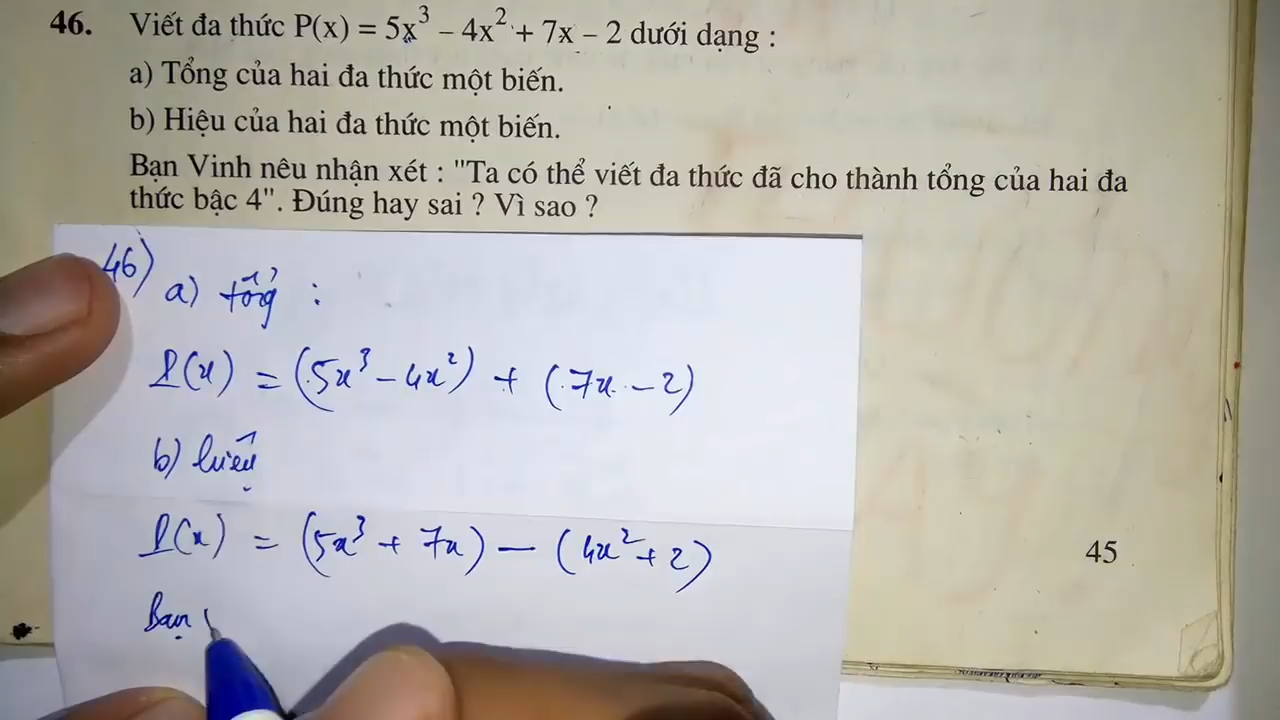 46. Viết đa thức P(x) = 5x³ – 4x² + 7x – 2 dưới dạng :
a) Tổng của hai đa thức một biến.
b) Hiệu của hai đa thức một biến.
Bạn Vinh nêu nhận xét : "Ta có thể viết đa thức đã cho thành tổng của hai đa
thức bậc 4". Đúng hay sai ? Vì sao ?
46)
a) tổng :
P(x) = (5x³ – 4x²) + (7x – 2)
b) hiệu
P(x) = (5x³ + 7x) – (4x² + 2)
Bạn
45